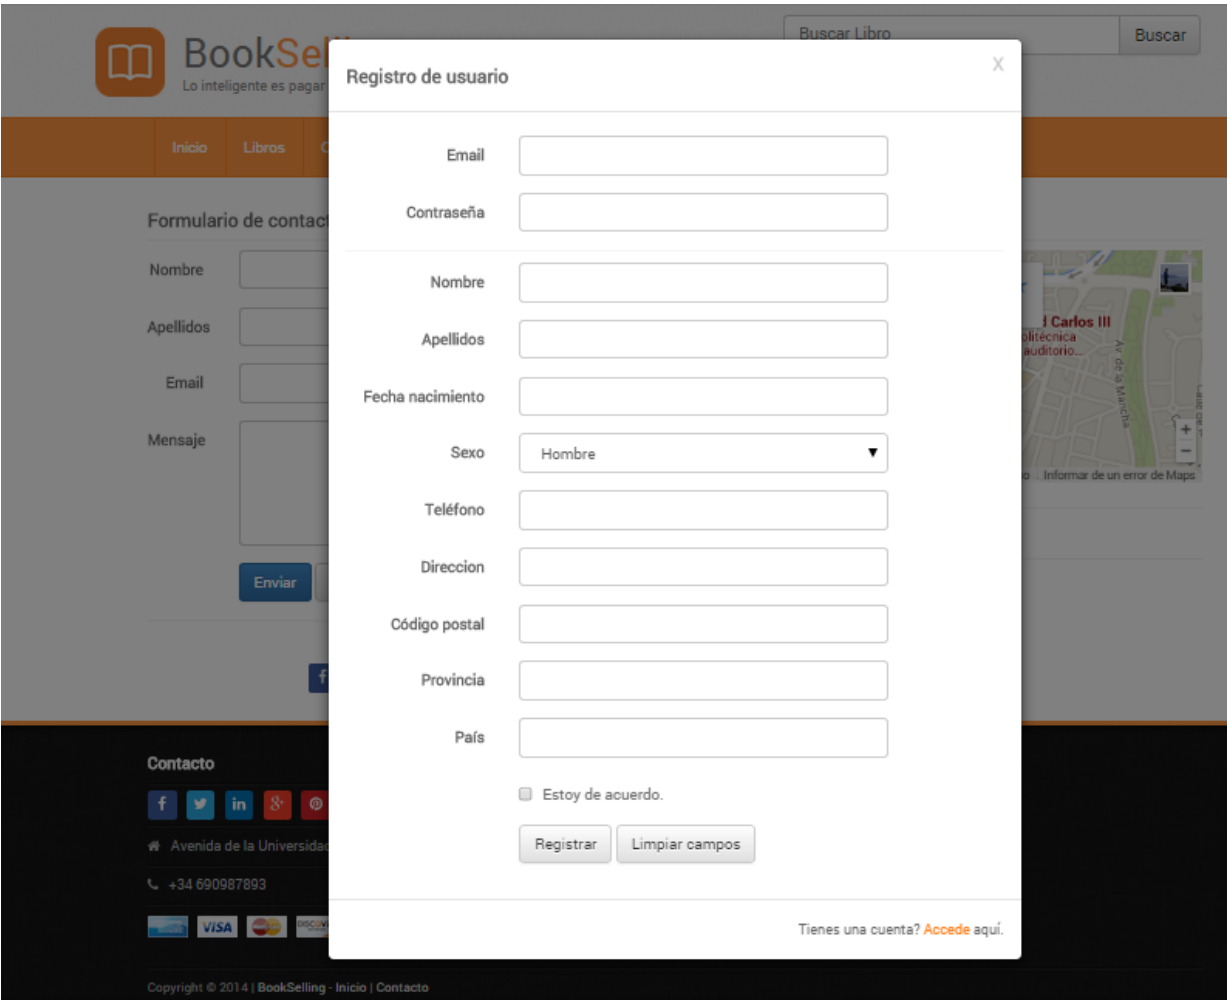 Buscar Libro
Buscar
BookSel
Lo inteligente es pagar
Inicio
Libros
Registro de usuario
X
Email
Contraseña
Nombre
Apellidos
Fecha nacimiento
Sexo
Hombre
Teléfono
Direccion
Código postal
Provincia
País
Estoy de acuerdo.
Registrar
Limpiar campos
Tienes una cuenta? Accede aquí.
Formulario de contact
Nombre
Apellidos
Email
Mensaje
Enviar
d Carlos III
olitécnica
auditorio...
Av. de la Mancha
+
−
Informar de un error de Maps
Contacto
Avenida de la Universidad
+34 690987893
VISA
Copyright © 2014 | BookSelling - Inicio | Contacto